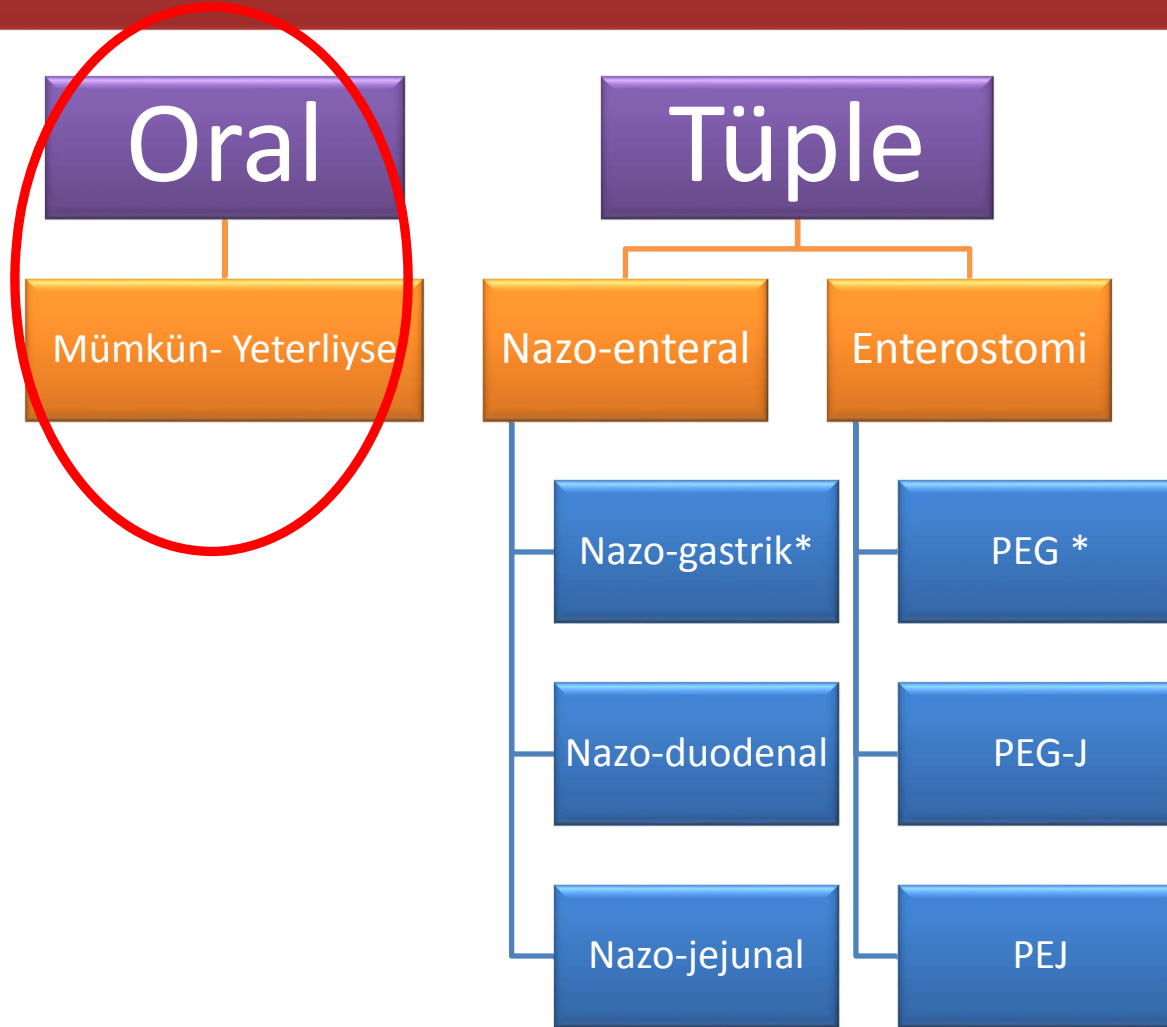 Oral
Tüple
Mümkün- Yeterliyse
Nazo-enteral
Enterostomi
Nazo-gastrik*
PEG *
Nazo-duodenal
PEG-J
Nazo-jejunal
PEJ